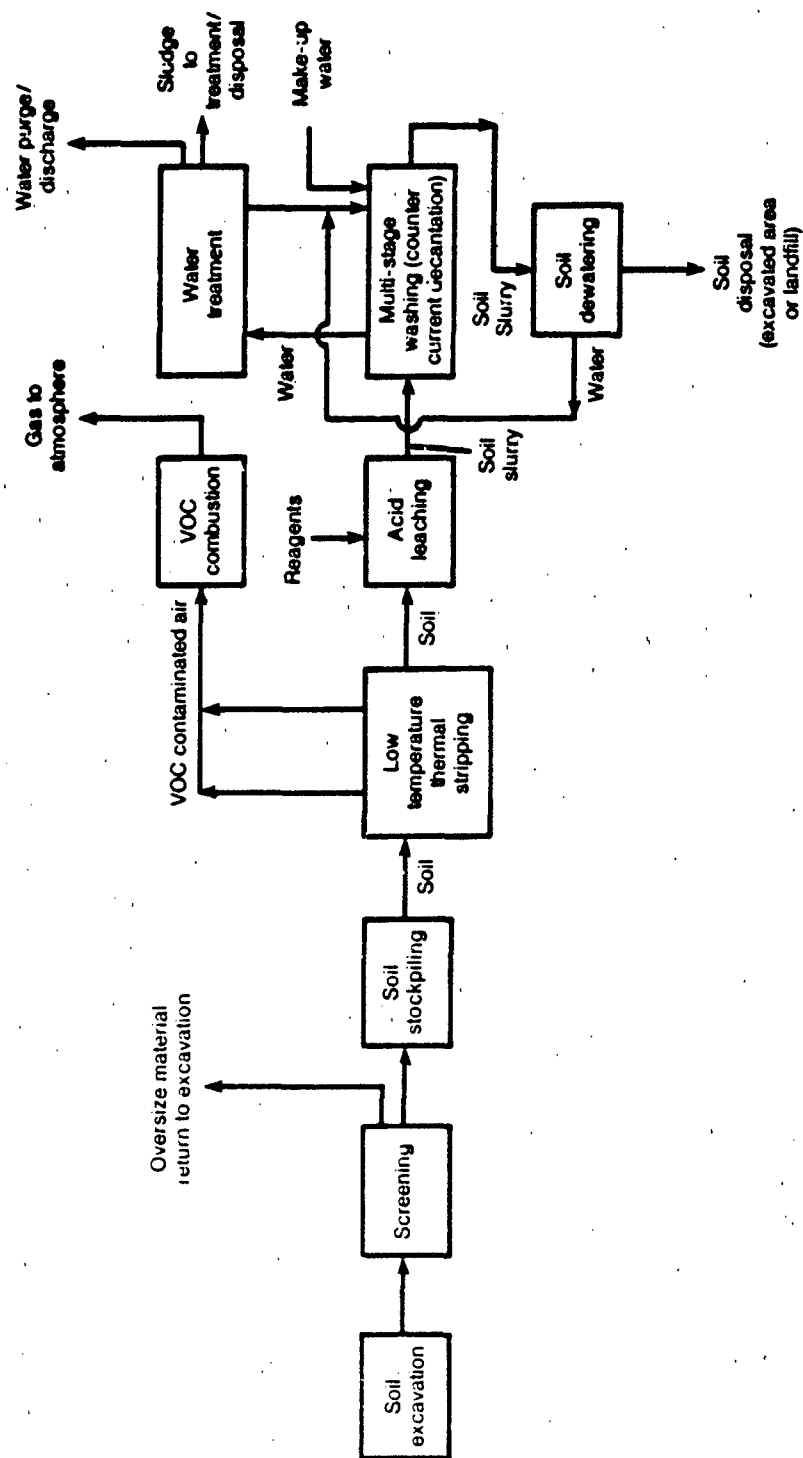 Soil
excavation
Screening
Oversize material
return to excavation
Soil
stockpiling
Soil
Low
temperature
thermal
stripping
VOC contaminated air
VOC
combustion
Gas to
atmosphere
Soil
Reagents
Acid
leaching
Soil
slurry
Multi-stage
washing (counter
current decantation)
Make-up
water
Water
Water
treatment
Water purge/
discharge
Sludge
to
treatment/
disposal
Soil
Slurry
Soil
dewatering
Water
Soil
disposal
(excavated area
or landfill)